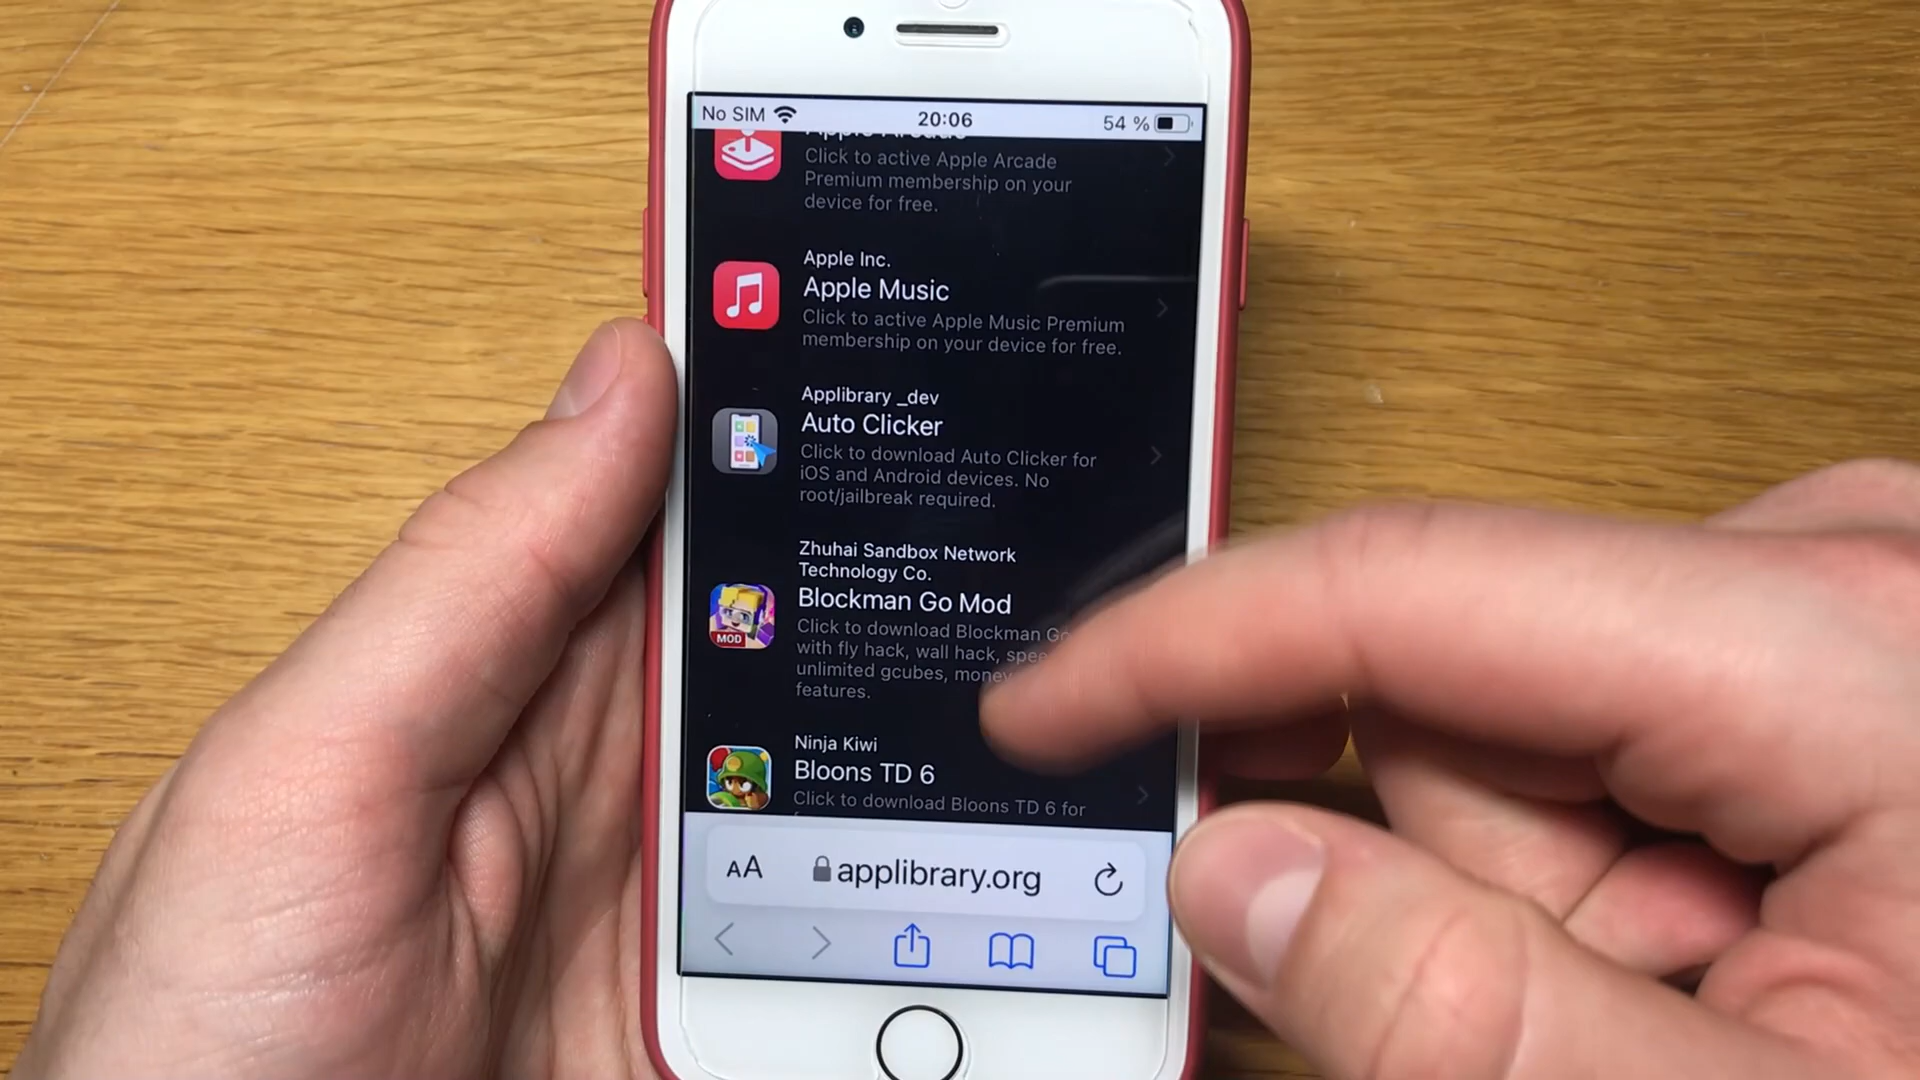 No SIM 20:06 54 %
Apple Arcade
Click to active Apple Arcade
Premium membership on your
device for free.
Apple Inc.
Apple Music
Click to active Apple Music Premium
membership on your device for free.
Applibrary _dev
Auto Clicker
Click to download Auto Clicker for
iOS and Android devices. No
root/jailbreak required.
Zhuhai Sandbox Network
Technology Co.
Blockman Go Mod
MOD
Click to download Blockman Go
with fly hack, wall hack,
unlimited gcubes, money
features.
Ninja Kiwi
Bloons TD 6
Click to download Bloons TD 6 for
AA applibrary.org